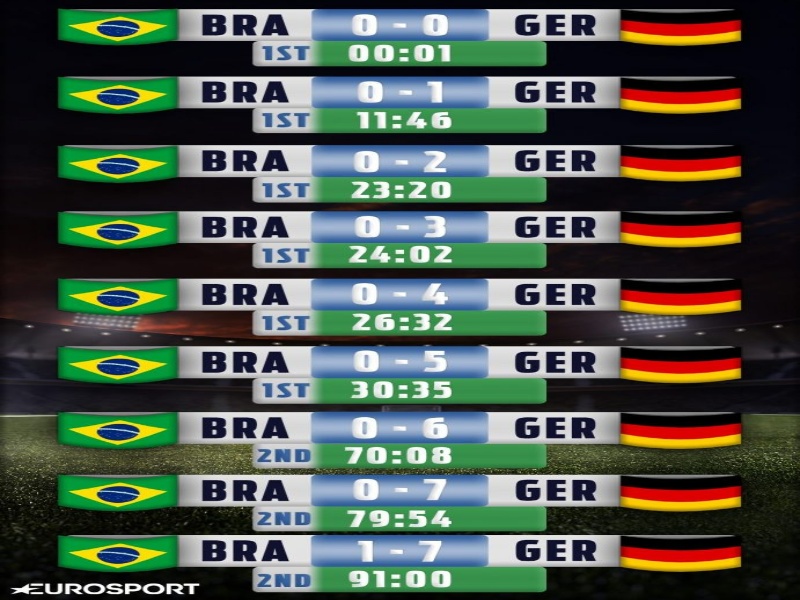 BRA 0 - 0 GER
1ST 00:01
BRA 0 - 1 GER
1ST 11:46
BRA 0 - 2 GER
1ST 23:20
BRA 0 - 3 GER
1ST 24:02
BRA 0 - 4 GER
1ST 26:32
BRA 0 - 5 GER
1ST 30:35
BRA 0 - 6 GER
2ND 70:08
BRA 0 - 7 GER
2ND 79:54
BRA 1 - 7 GER
2ND 91:00
EUROSPORT